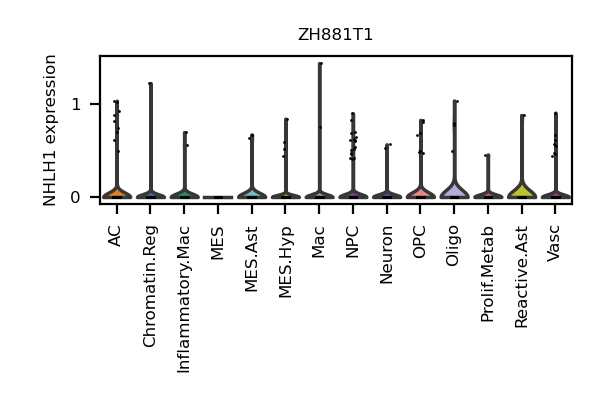 ZH881T1
NHLH1 expression
1
0
AC
Chromatin.Reg
Inflammatory.Mac
MES
MES.Ast
MES.Hyp
Mac
NPC
Neuron
OPC
Oligo
Prolif.Metab
Reactive.Ast
Vasc